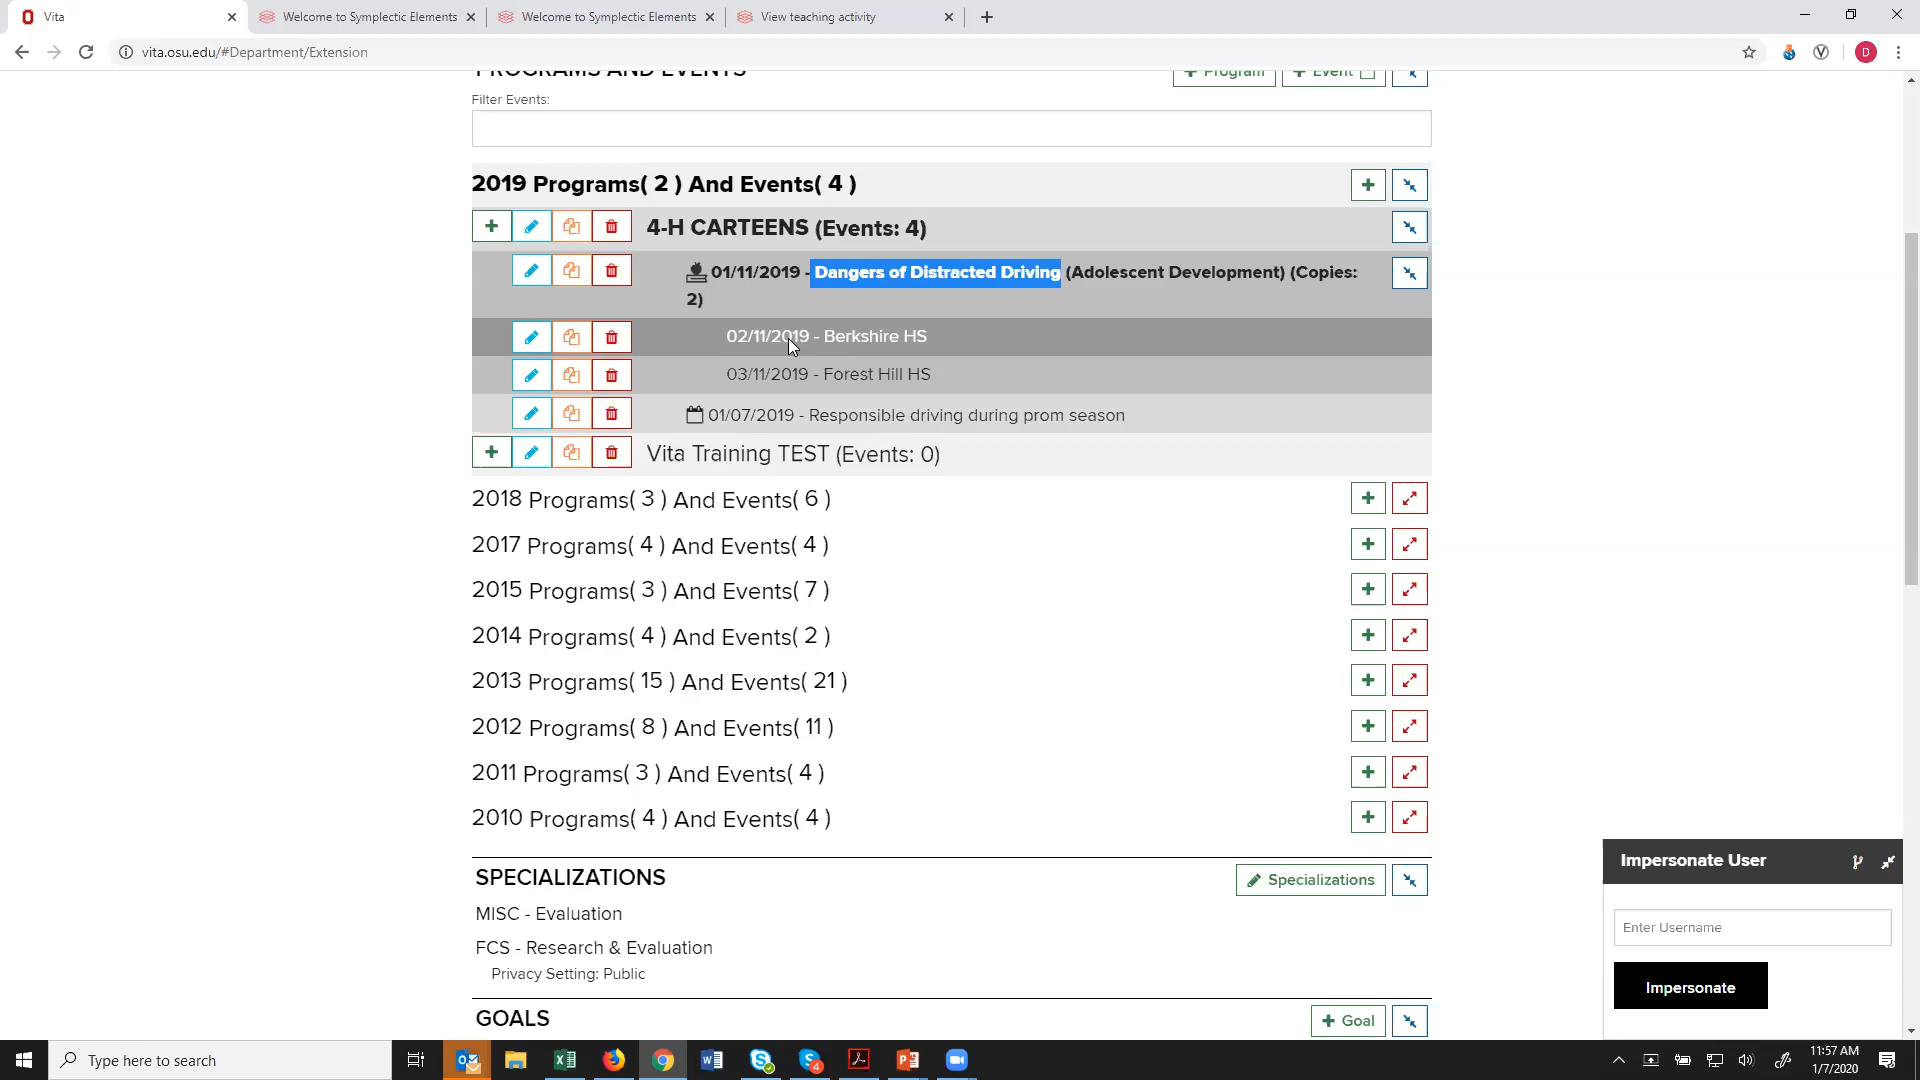 Vita
Welcome to Symplectic Elements
Welcome to Symplectic Elements
View teaching activity
vita.osu.edu/#Department/Extension
D
PROGRAMS AND EVENTS
Program
Event
Filter Events:
2019 Programs( 2 ) And Events( 4 )
4-H CARTEENS (Events: 4)
01/11/2019 - Dangers of Distracted Driving (Adolescent Development) (Copies:
2)
02/11/2019 - Berkshire HS
03/11/2019 - Forest Hill HS
01/07/2019 - Responsible driving during prom season
Vita Training TEST (Events: 0)
2018 Programs( 3 ) And Events( 6 )
2017 Programs( 4 ) And Events( 4 )
2015 Programs( 3 ) And Events( 7 )
2014 Programs( 4 ) And Events( 2 )
2013 Programs( 15 ) And Events( 21 )
2012 Programs( 8 ) And Events( 11 )
2011 Programs( 3 ) And Events( 4 )
2010 Programs( 4 ) And Events( 4 )
SPECIALIZATIONS
Specializations
MISC - Evaluation
FCS - Research & Evaluation
Privacy Setting: Public
GOALS
Goal
Impersonate User
Enter Username
Impersonate
Type here to search
4
11:57 AM
1/7/2020